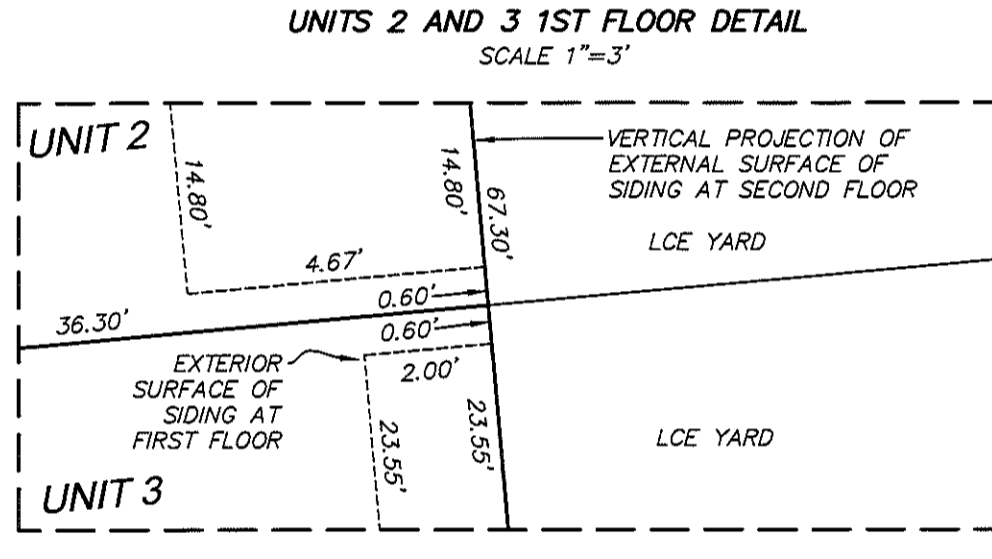 UNITS 2 AND 3 1ST FLOOR DETAIL
SCALE 1"=3'
UNIT 2
14.80'
14.80'
67.30'
VERTICAL PROJECTION OF
EXTERNAL SURFACE OF
SIDING AT SECOND FLOOR
LCE YARD
4.67'
0.60'
36.30'
0.60'
EXTERIOR
SURFACE OF
SIDING AT
FIRST FLOOR
2.00'
23.55'
23.55'
LCE YARD
UNIT 3